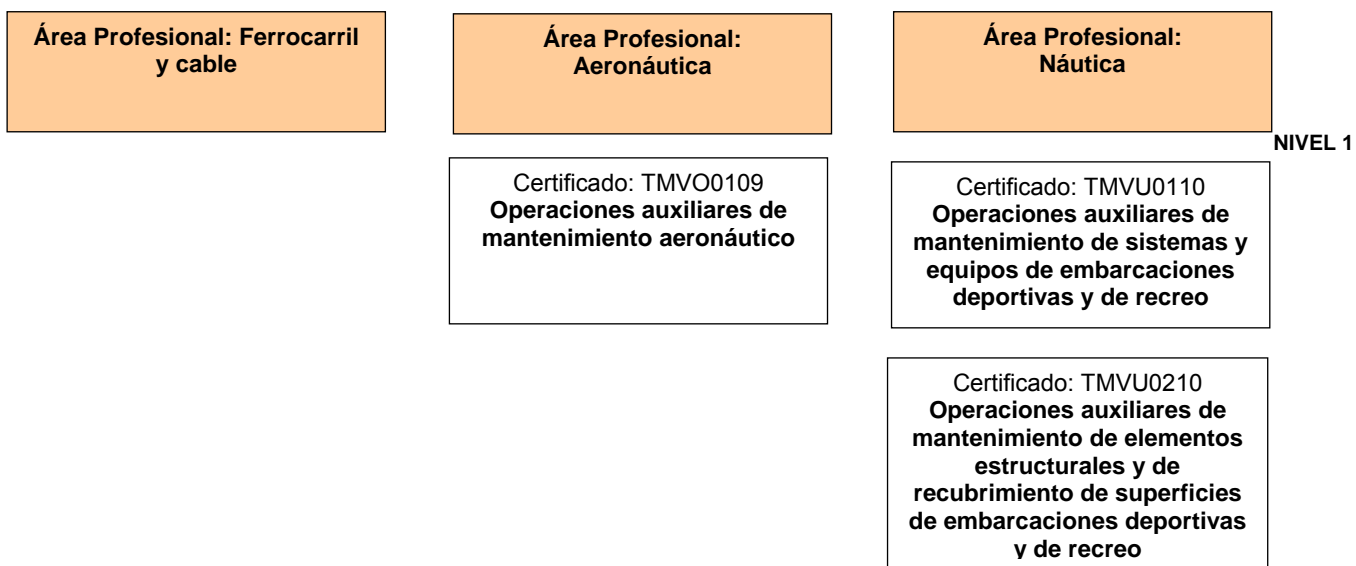 Área Profesional: Ferrocarril
y cable
Área Profesional:
Aeronáutica
Área Profesional:
Náutica
NIVEL 1
Certificado: TMVO0109
Operaciones auxiliares de
mantenimiento aeronáutico
Certificado: TMVU0110
Operaciones auxiliares de
mantenimiento de sistemas y
equipos de embarcaciones
deportivas y de recreo
Certificado: TMVU0210
Operaciones auxiliares de
mantenimiento de elementos
estructurales y de
recubrimiento de superficies
de embarcaciones deportivas
y de recreo